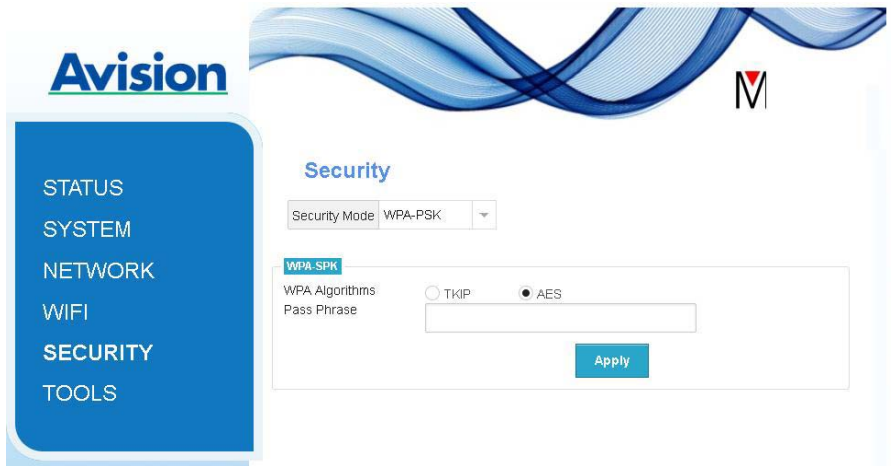 Avision
M
STATUS
SYSTEM
NETWORK
WIFI
SECURITY
TOOLS
Security
Security Mode WPA-PSK
WPA-SPK
WPA Algorithms TKIP AES
Pass Phrase
Apply